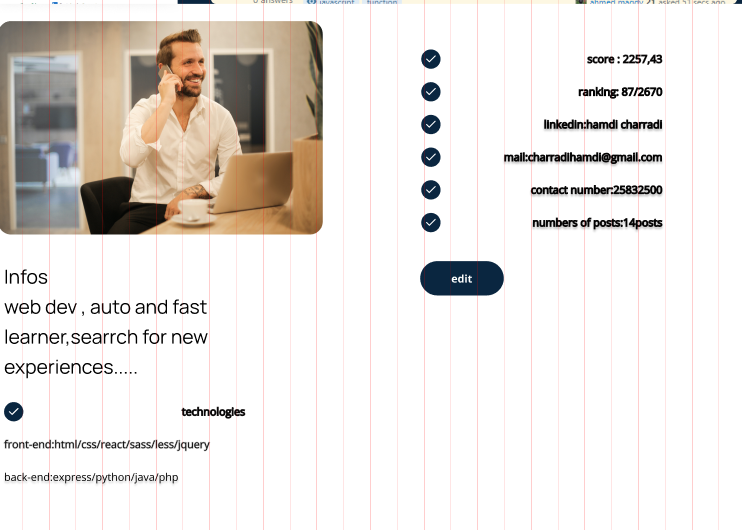 0 answers
javascript function
ahmed mandy 21 asked 51 secs ago
score : 2257,43
ranking: 87/2670
linkedin:hamdi charradi
mail:charradihamdi@gmail.com
contact number:25832500
numbers of posts:14posts
edit
Infos
web dev , auto and fast
learner,searrch for new
experiences.....
technologies
front-end:html/css/react/sass/less/jquery
back-end:express/python/java/php